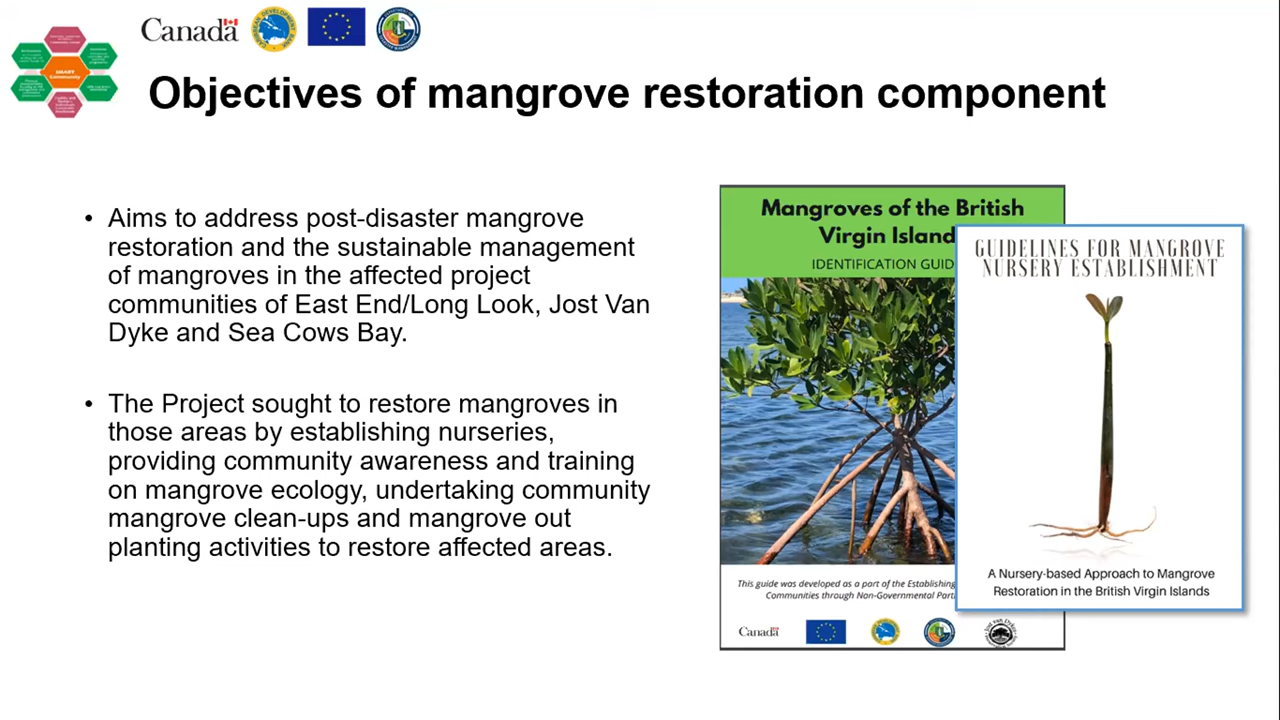 Canada
CARIBBEAN DEVELOPMENT BANK
SMART
Community
Objectives of mangrove restoration component
• Aims to address post-disaster mangrove
restoration and the sustainable management
of mangroves in the affected project
communities of East End/Long Look, Jost Van
Dyke and Sea Cows Bay.
• The Project sought to restore mangroves in
those areas by establishing nurseries,
providing community awareness and training
on mangrove ecology, undertaking community
mangrove clean-ups and mangrove out
planting activities to restore affected areas.
Mangroves of the British
Virgin Island
IDENTIFICATION GUID
This guide was developed as a part of the Establishing
Communities through Non-Governmental Part
Canada
GUIDELINES FOR MANGROVE
NURSERY ESTABLISHMENT
A Nursery-based Approach to Mangrove
Restoration in the British Virgin Islands